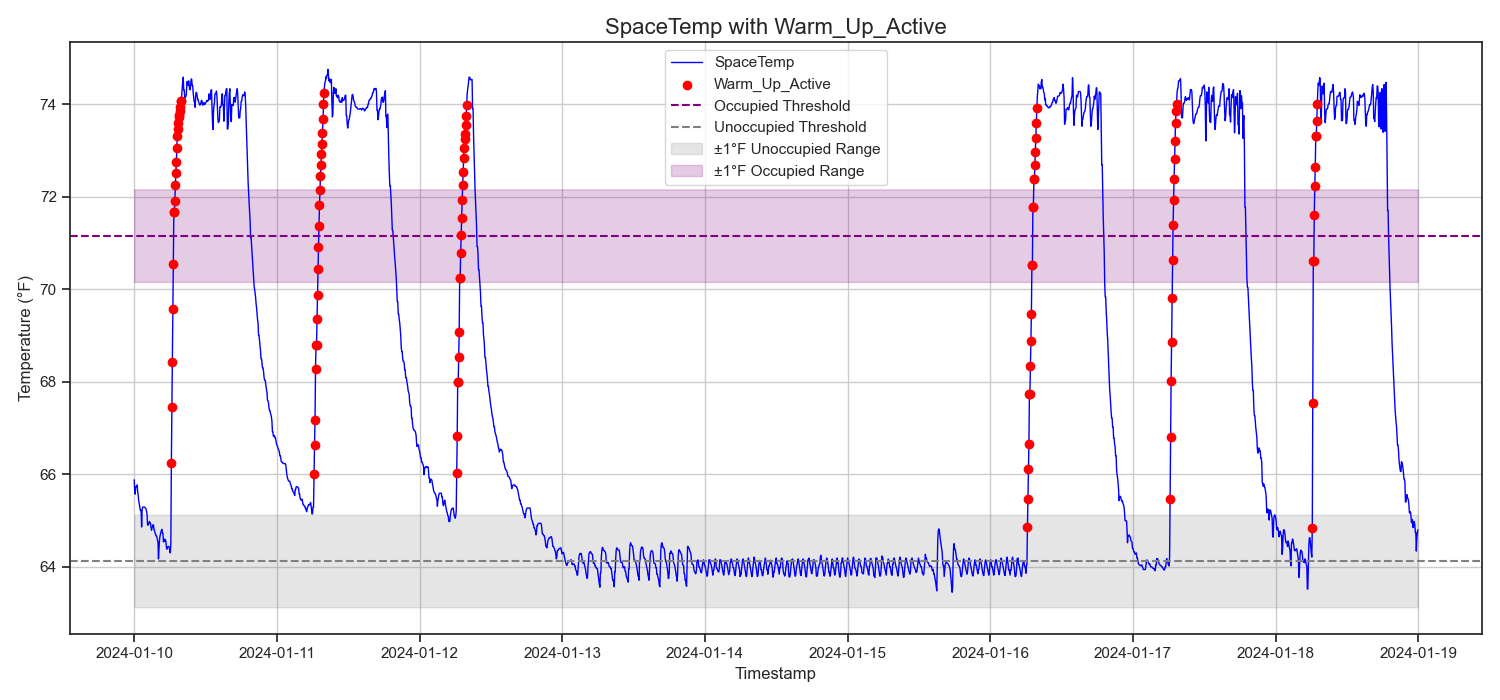 SpaceTemp with Warm_Up_Active
SpaceTemp
Warm_Up_Active
Occupied Threshold
Unoccupied Threshold
±1°F Unoccupied Range
±1°F Occupied Range
Temperature (°F)
74
72
70
68
66
64
2024-01-10
2024-01-11
2024-01-12
2024-01-13
2024-01-14
2024-01-15
2024-01-16
2024-01-17
2024-01-18
2024-01-19
Timestamp